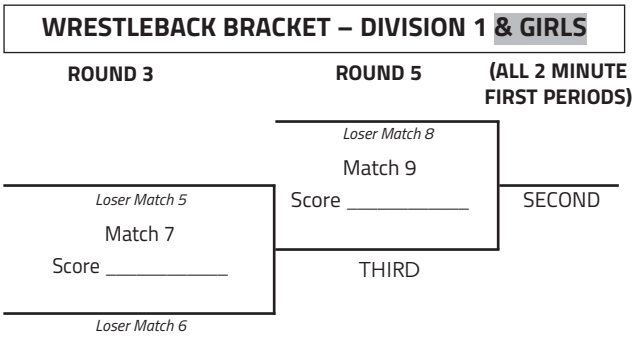 WRESTLEBACK BRACKET – DIVISION 1 & GIRLS
ROUND 3
ROUND 5
(ALL 2 MINUTE
FIRST PERIODS)
Loser Match 8
Match 9
Score ____________
SECOND
Loser Match 5
Match 7
Score ____________
THIRD
Loser Match 6